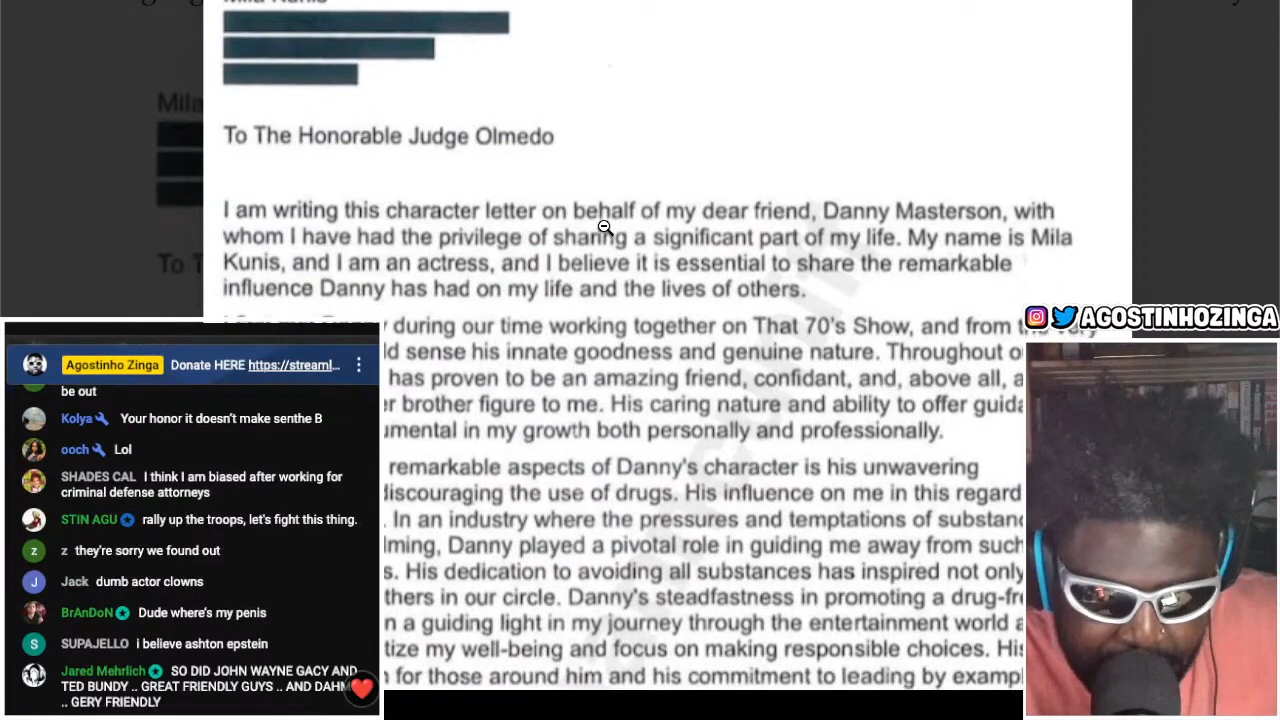 Mila Kunis
Mila
To The Honorable Judge Olmedo
To T
I am writing this character letter on behalf of my dear friend, Danny Masterson, with
whom I have had the privilege of sharing a significant part of my life. My name is Mila
Kunis, and I am an actress, and I believe it is essential to share the remarkable
influence Danny has had on my life and the lives of others.
during our time working together on That 70's Show, and from
sense his innate goodness and genuine nature. Throughout
has proven to be an amazing friend, confidant, and, above all, a
brother figure to me. His caring nature and ability to offer
in my growth both personally and professionally.
remarkable aspects of Danny's character is his unwavering
discouraging the use of drugs. His influence on me in this regard
. In an industry where the pressures and temptations of
Danny played a pivotal role in guiding me away from such
s. His dedication to avoiding all substances has inspired not only
in our circle. Danny's steadfastness in promoting a
a guiding light in my journey through the entertainment world
my well-being and focus on making responsible choices. His
for those around him and his commitment to leading by
AGOSTINHOZINGA
Agostinho Zinga Donate HERE https://streaml...
be out
Kolya Your honor it doesn't make senthe B
ooch Lol
SHADES CAL I think I am biased after working for
criminal defense attorneys
STIN AGU rally up the troops, let's fight this thing.
z z they're sorry we found out
J Jack dumb actor clowns
BrAnDoN Dude where's my penis
S SUPAJELLO i believe ashton epstein
Jared Mehrlich SO DID JOHN WAYNE GACY AND
TED BUNDY .. GREAT FRIENDLY GUYS .. AND DAHM
.. GERY FRIENDLY